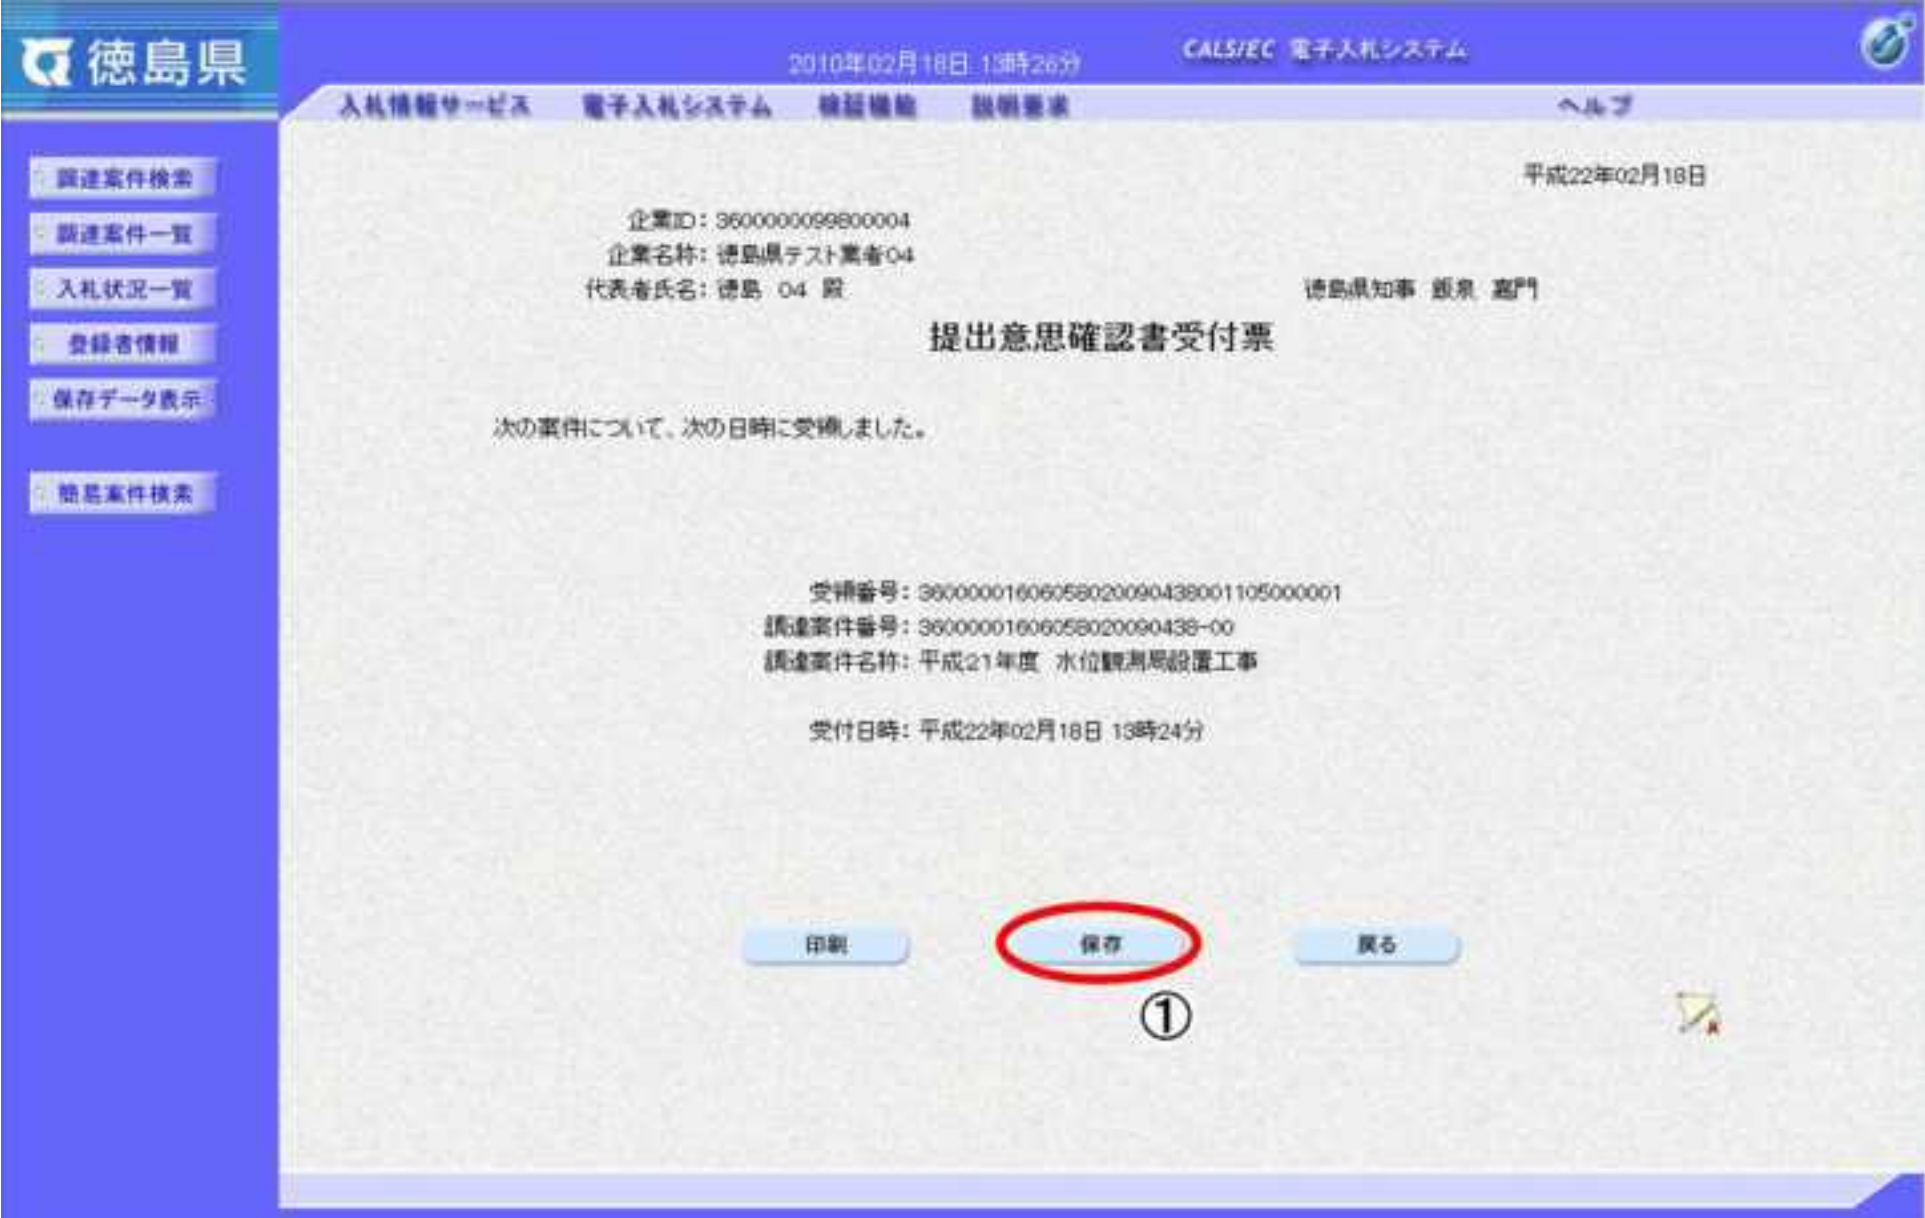 徳島県
2010年02月18日 13時26分
CALS/EC 電子入札システム
入札情報サービス 電子入札システム 検証機能 説明要求 ヘルプ
調達案件検索
調達案件一覧
入札状況一覧
登録者情報
保存データ表示
簡易案件検索
平成22年02月18日
企業ID：3600000099800004
企業名称：徳島県テスト業者04
代表者氏名：徳島 04 殿
徳島県知事 飯泉 嘉門
提出意思確認書受付票
次の案件について、次の日時に受領しました。
受領番号：36000001606058020090438001105000001
調達案件番号：36000001606058020090438-00
調達案件名称：平成21年度 水位観測局設置工事
受付日時：平成22年02月18日 13時24分
印刷 保存 戻る
①